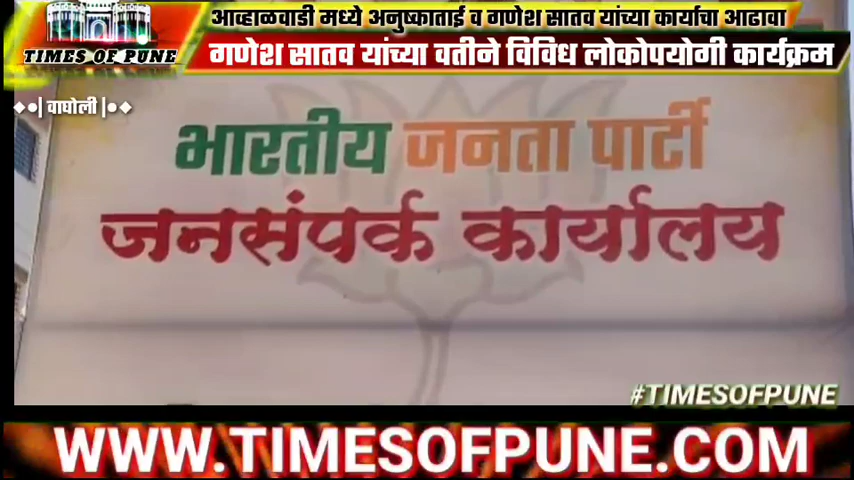 आव्हाळवाडी मध्ये अनुष्काताई व गणेश सातव यांच्या कार्याचा आढावा
TIMES OF PUNE
गणेश सातव यांच्या वतीने विविध लोकोपयोगी कार्यक्रम
वाघोली
भारतीय जनता पार्टी
जनसंपर्क कार्यालय
#TIMESOFPUNE
WWW.TIMESOFPUNE.COM